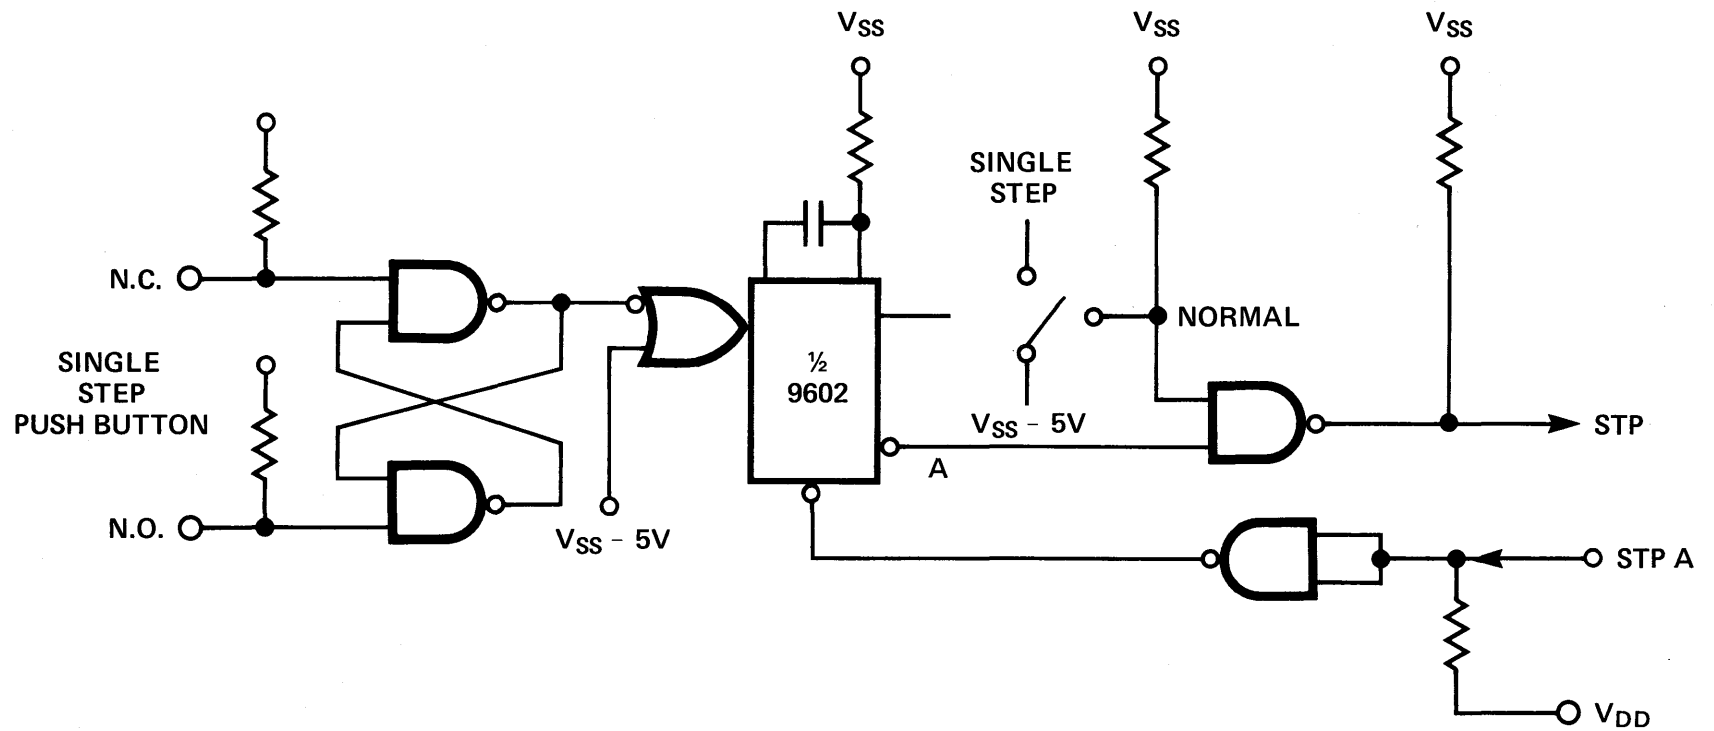 VSS
VSS
VSS
SINGLE
STEP
N.C.
NORMAL
SINGLE
STEP
PUSH BUTTON
½
9602
VSS – 5V
STP
A
N.O.
VSS – 5V
STP A
VDD